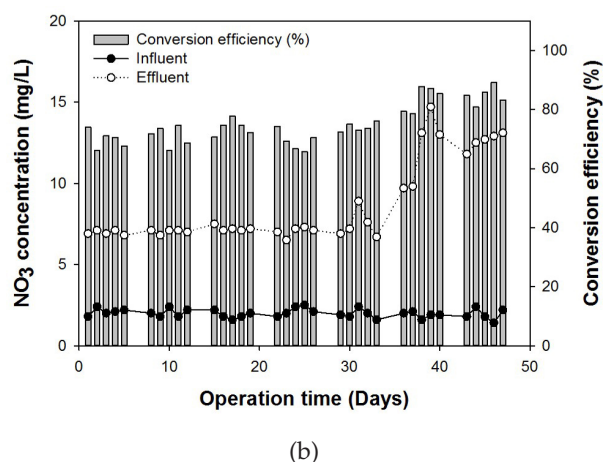 Conversion efficiency (%)
Influent
Effluent
NO3 concentration (mg/L)
20
15
10
5
0
100
80
60
40
20
0
Conversion efficiency (%)
0
10
20
30
40
50
Operation time (Days)
(b)